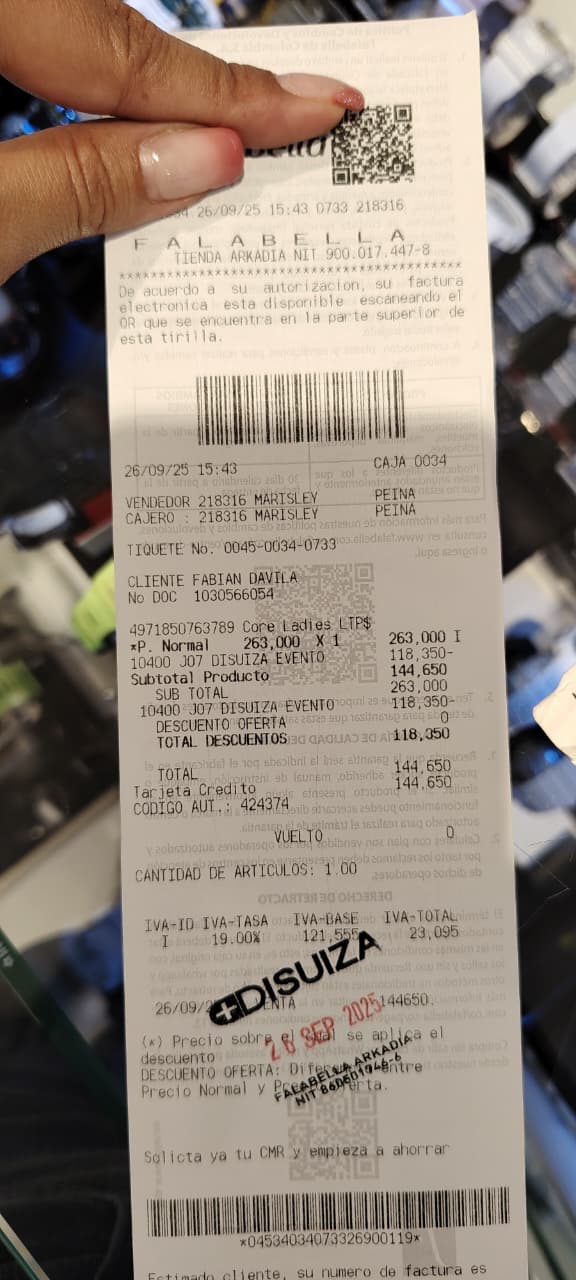 26/09/25 15:43 0733 218316
F A L A B E L L A
TIENDA ARKADIA NIT 900.017.447-8
****************************************
De acuerdo a su autorizacion, su factura
electronica esta disponible escaneando el
QR que se encuentra en la parte superior de
esta tirilla.
26/09/25 15:43 CAJA 0034
VENDEDOR 218316 MARISLEY PEINA
CAJERO : 218316 MARISLEY PEINA
TIQUETE No. 0045-0034-0733
CLIENTE FABIAN DAVILA
No DOC 1030566054
4971850763789 Core Ladies LTP$
*P. Normal 263,000 X 1 263,000 I
10400 J07 DISUIZA EVENTO 118,350-
Subtotal Producto 144,650
SUB TOTAL 263,000
10400 J07 DISUIZA EVENTO 118,350-
DESCUENTO OFERTA 0
TOTAL DESCUENTOS 118,350
TOTAL 144,650
Tarjeta Credito 144,650
CODIGO AUT.: 424374
VUELTO 0
CANTIDAD DE ARTICULOS: 1.00
IVA-ID IVA-TASA IVA-BASE IVA-TOTAL
I 19.00% 121,555 23,095
DISUIZA
26/09/2 144650.
26 SEP 2025
(*) Precio sobre el se aplica el
descuento
FALABELLA ARKADIA
DESCUENTO OFERTA: entre
NIT
Precio Normal y
Solicta ya tu CMR y empieza a ahorrar
*04534034073326900119*
Estimado cliente, su numero de factura es